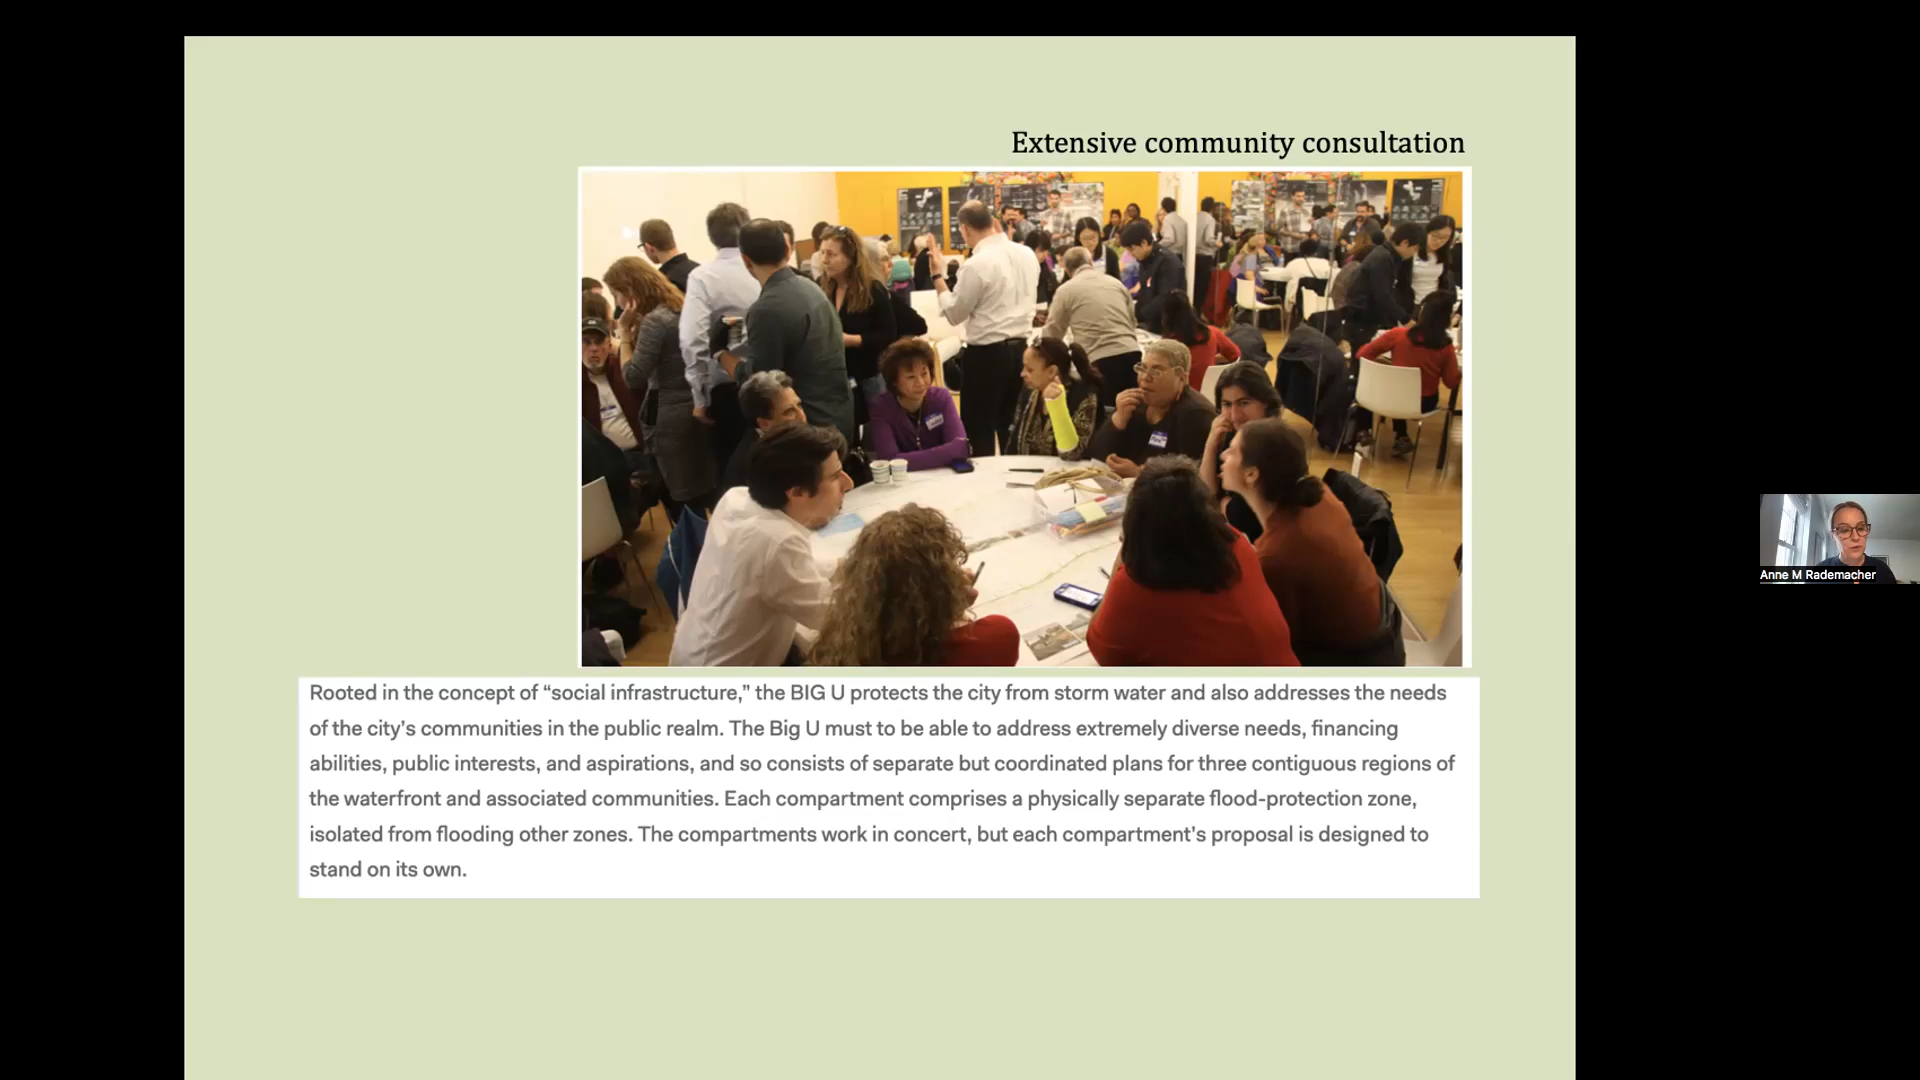 Extensive community consultation
Rooted in the concept of “social infrastructure,” the BIG U protects the city from storm water and also addresses the needs
of the city’s communities in the public realm. The Big U must to be able to address extremely diverse needs, financing
abilities, public interests, and aspirations, and so consists of separate but coordinated plans for three contiguous regions of
the waterfront and associated communities. Each compartment comprises a physically separate flood-protection zone,
isolated from flooding other zones. The compartments work in concert, but each compartment’s proposal is designed to
stand on its own.
Anne M Rademacher